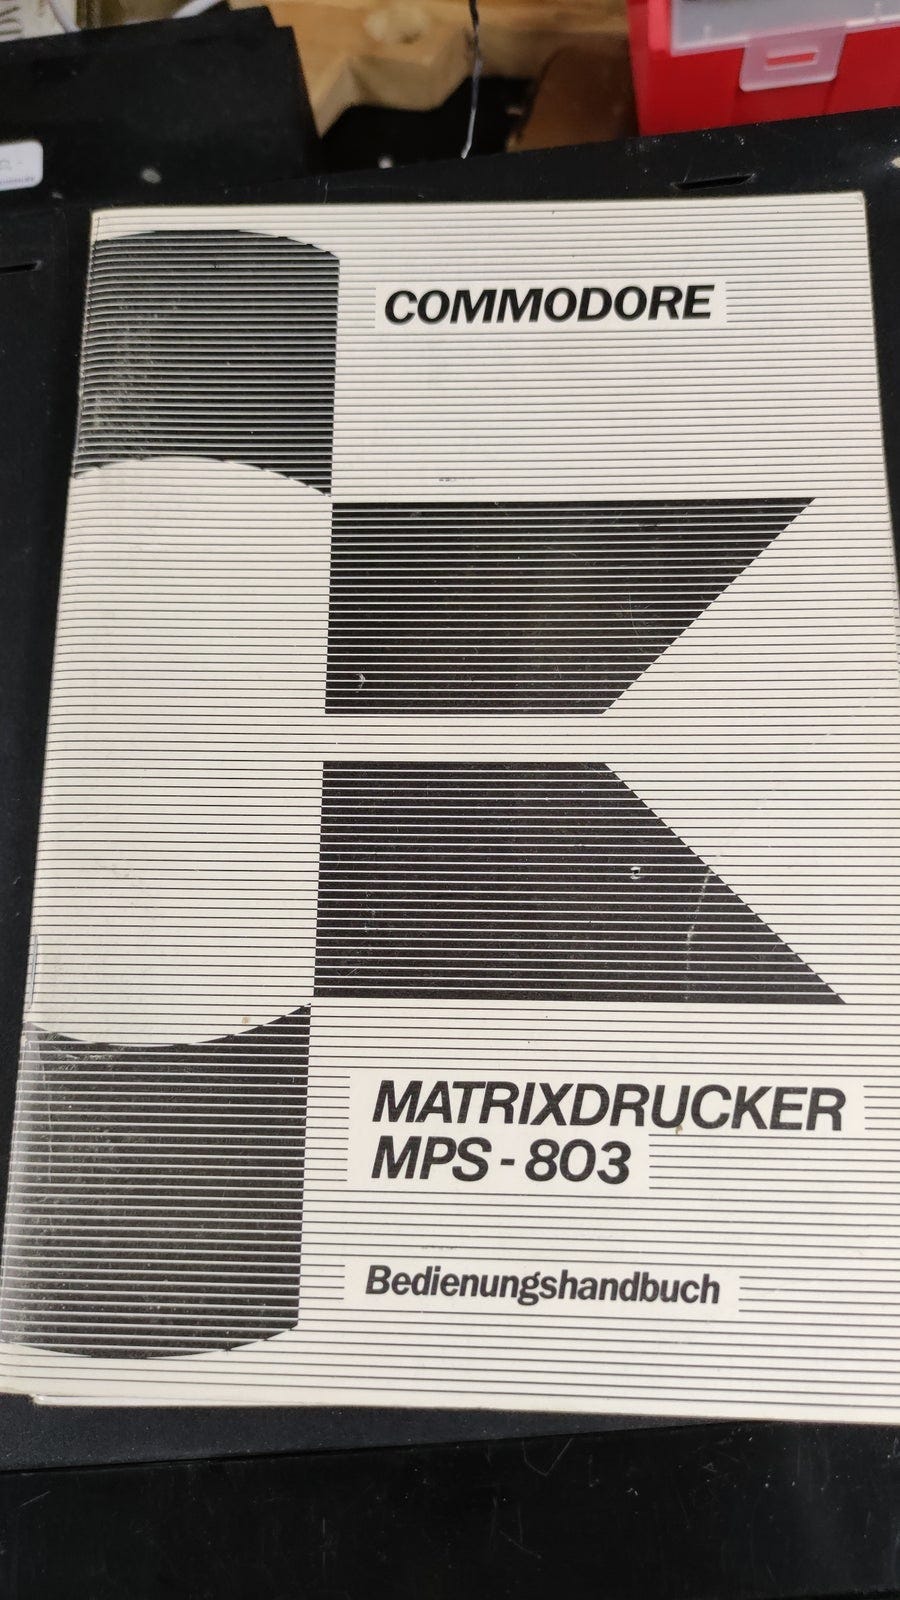 COMMODORE
MATRIXDRUCKER
MPS-803
Bedienungshandbuch